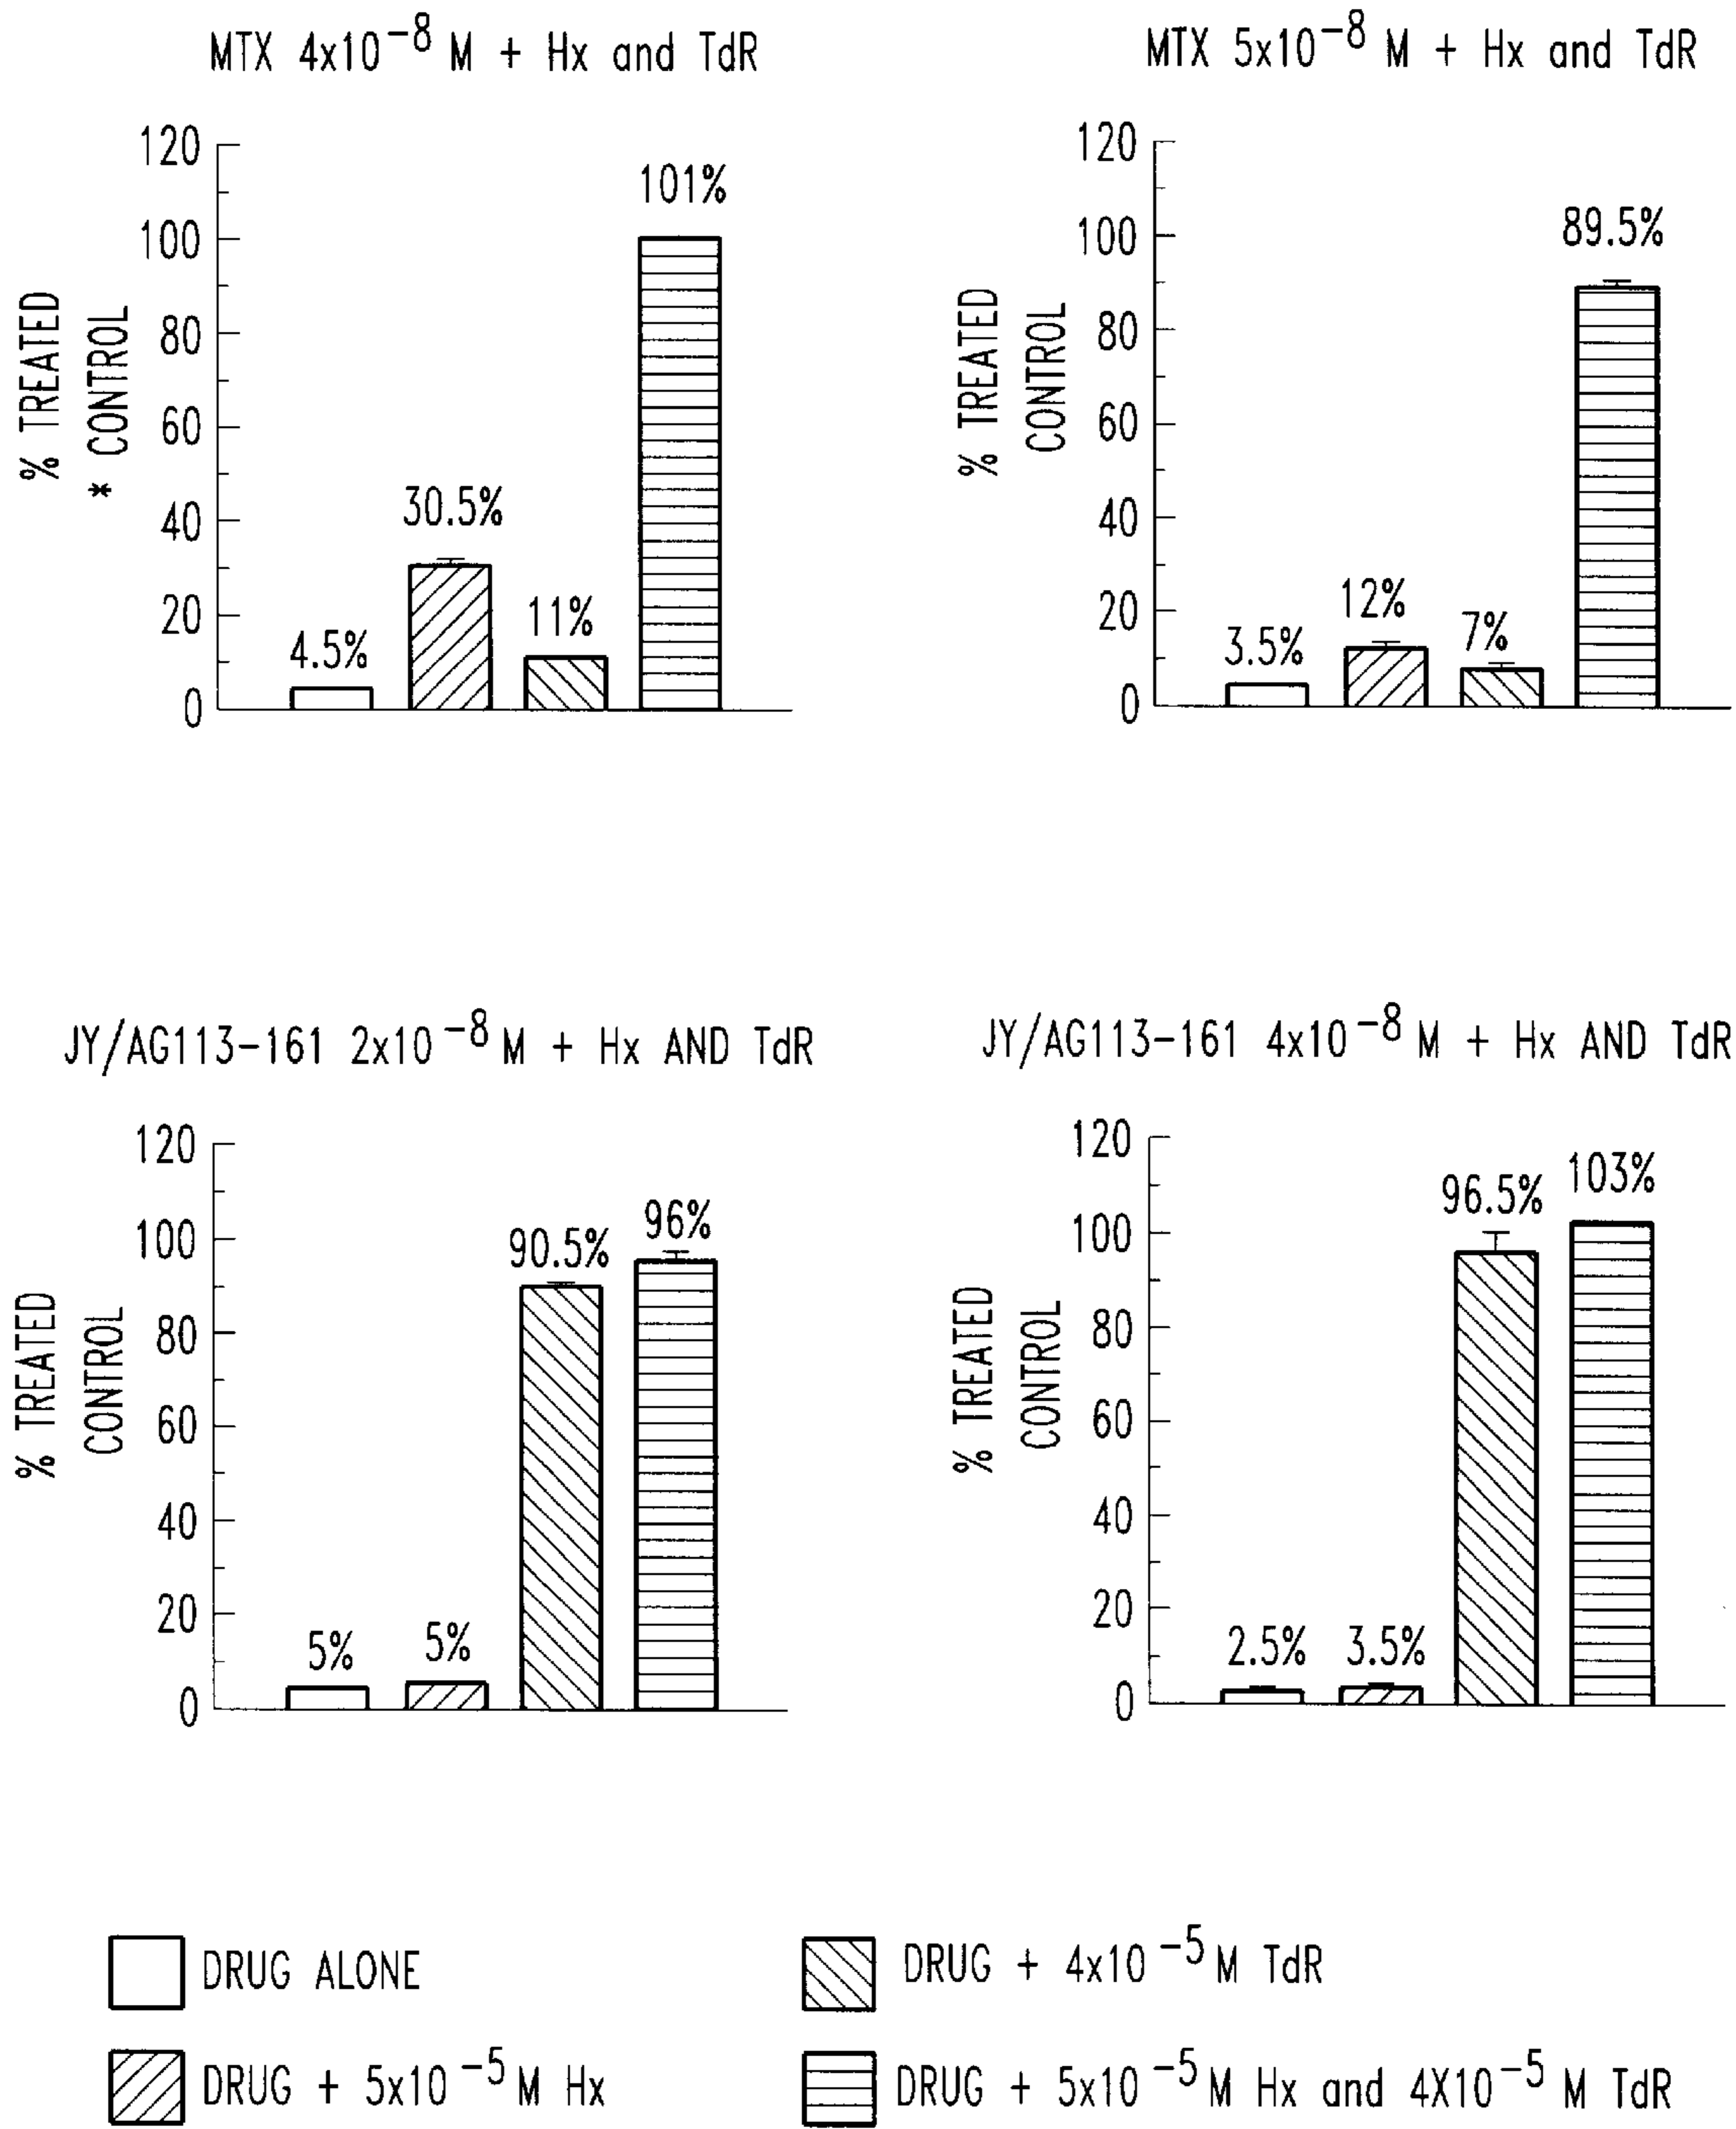 MTX 4x10⁻⁸ M + Hx and TdR
% TREATED
* CONTROL
120
100
80
60
40
20
0
4.5%
30.5%
11%
101%
MTX 5x10⁻⁸ M + Hx and TdR
% TREATED
CONTROL
120
100
80
60
40
20
0
3.5%
12%
7%
89.5%
JY/AG113-161 2x10⁻⁸ M + Hx AND TdR
% TREATED
CONTROL
120
100
80
60
40
20
0
5%
5%
90.5%
96%
JY/AG113-161 4x10⁻⁸ M + Hx AND TdR
% TREATED
CONTROL
120
100
80
60
40
20
0
2.5%
3.5%
96.5%
103%
DRUG ALONE
DRUG + 5x10⁻⁵ M Hx
DRUG + 4x10⁻⁵ M TdR
DRUG + 5x10⁻⁵ M Hx and 4X10⁻⁵ M TdR